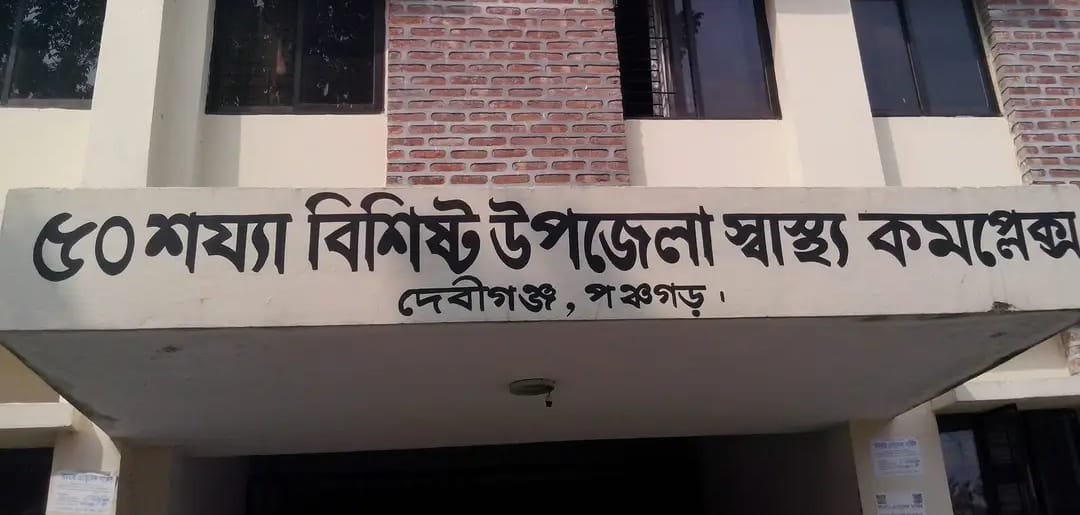 ৫০ শয্যা বিশিষ্ট উপজেলা স্বাস্থ্য কমপ্লেক্স
দেবীগঞ্জ, পঞ্চগড়।